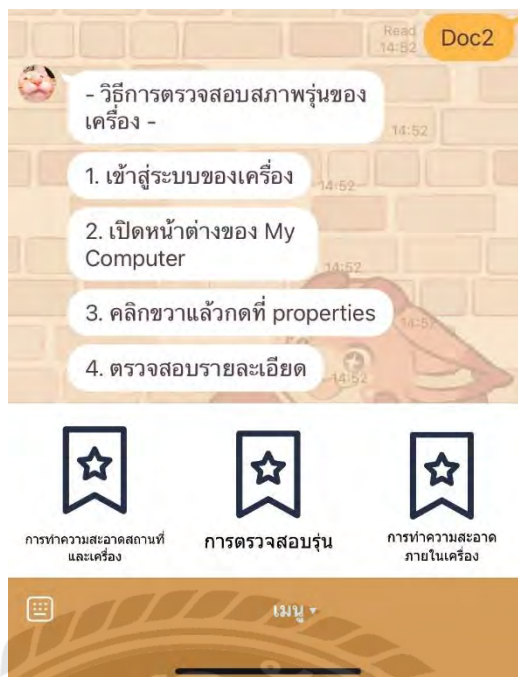 Read
14:52
Doc2
- วิธีการตรวจสอบสภาพรุ่นของ
เครื่อง -
14:52
1. เข้าสู่ระบบของเครื่อง
14:52
2. เปิดหน้าต่างของ My
Computer
14:52
3. คลิกขวาแล้วกดที่ properties
14:52
4. ตรวจสอบรายละเอียด
14:52
การทำความสะอาดสถานที่
และเครื่อง
การตรวจสอบรุ่น
การทำความสะอาด
ภายในเครื่อง
เมนู